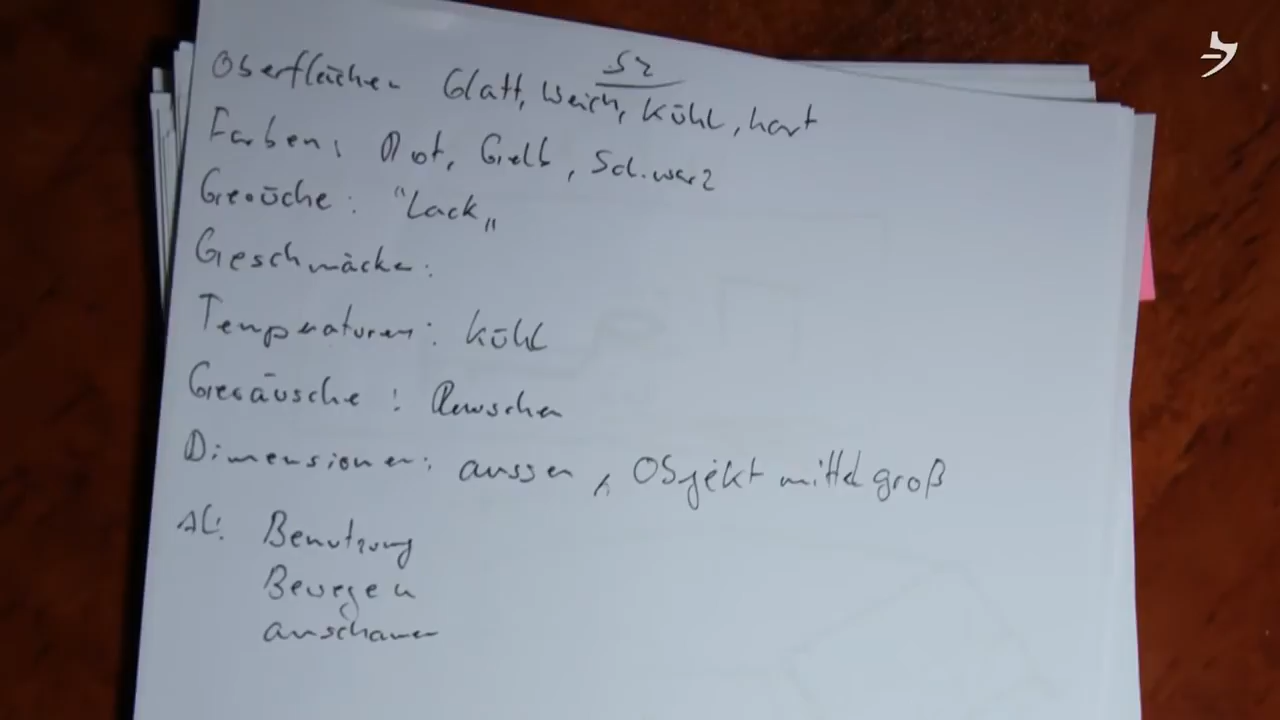 S2
Oberflächen Glatt, Weich, Kühl, hart
Farben: Rot, Gelb, Schwarz
Gerüche: "Lack"
Geschmäcke:
Temperaturen: Kühl
Geräusche: Rauschen
Dimensionen: aussen, Objekt mittelgroß
AL: Benutzung
Bewegen
anschauen